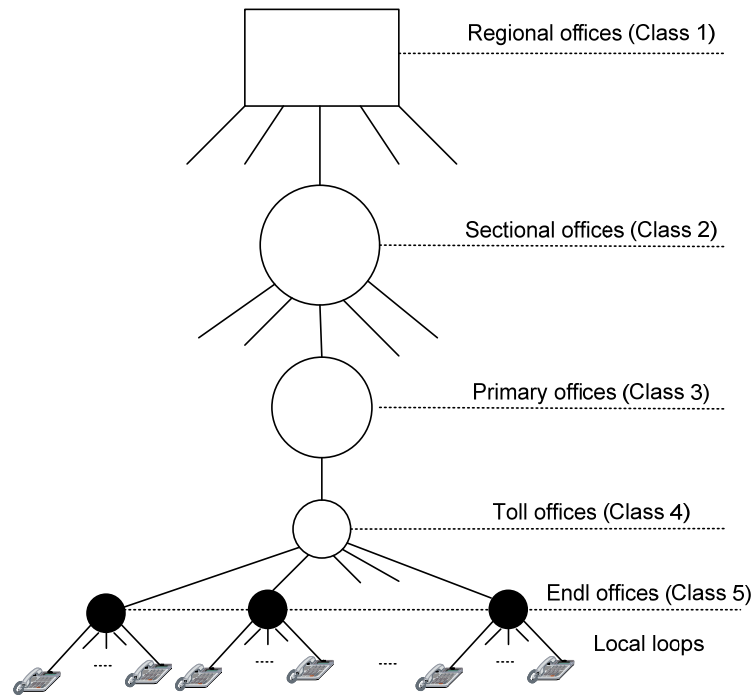 Regional offices (Class 1)
Sectional offices (Class 2)
Primary offices (Class 3)
Toll offices (Class 4)
Endl offices (Class 5)
Local loops